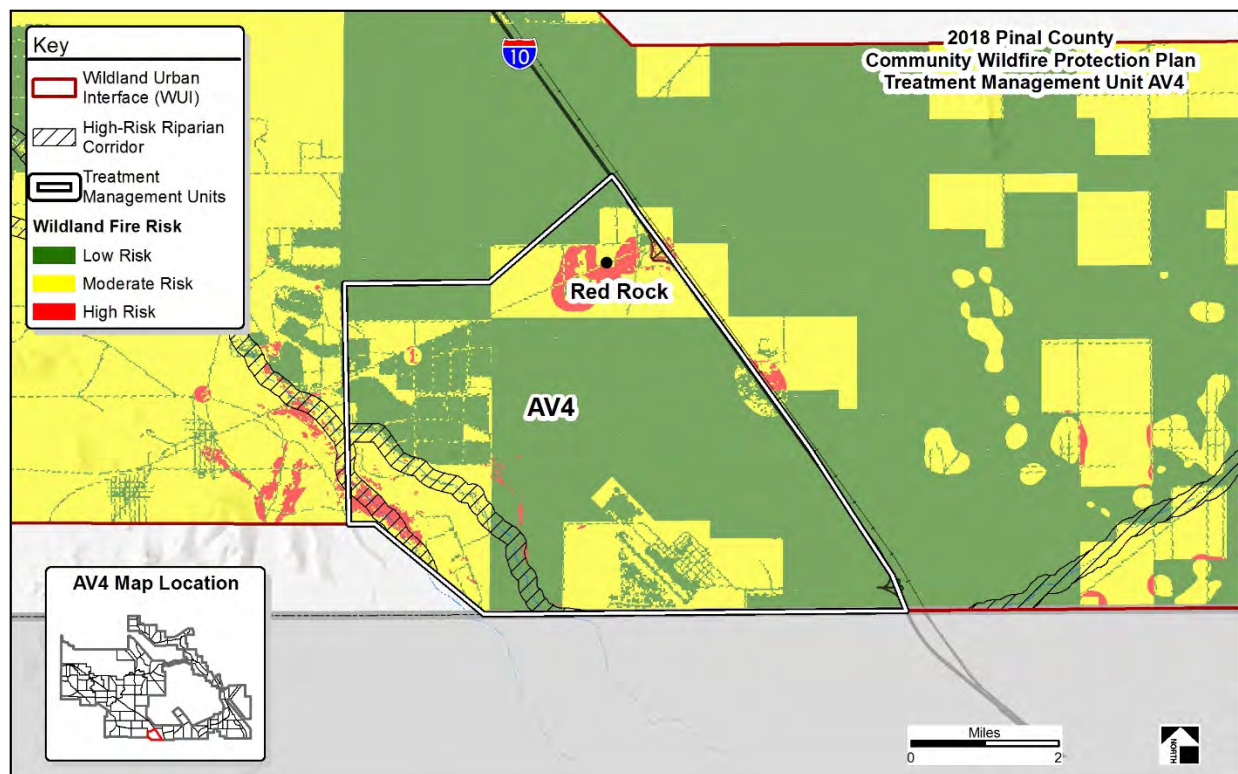 Key
Wildland Urban
Interface (WUI)
High-Risk Riparian
Corridor
Treatment
Management Units
Wildland Fire Risk
Low Risk
Moderate Risk
High Risk
10
2018 Pinal County
Community Wildfire Protection Plan
Treatment Management Unit AV4
Red Rock
AV4
AV4 Map Location
Miles
0
2
NORTH